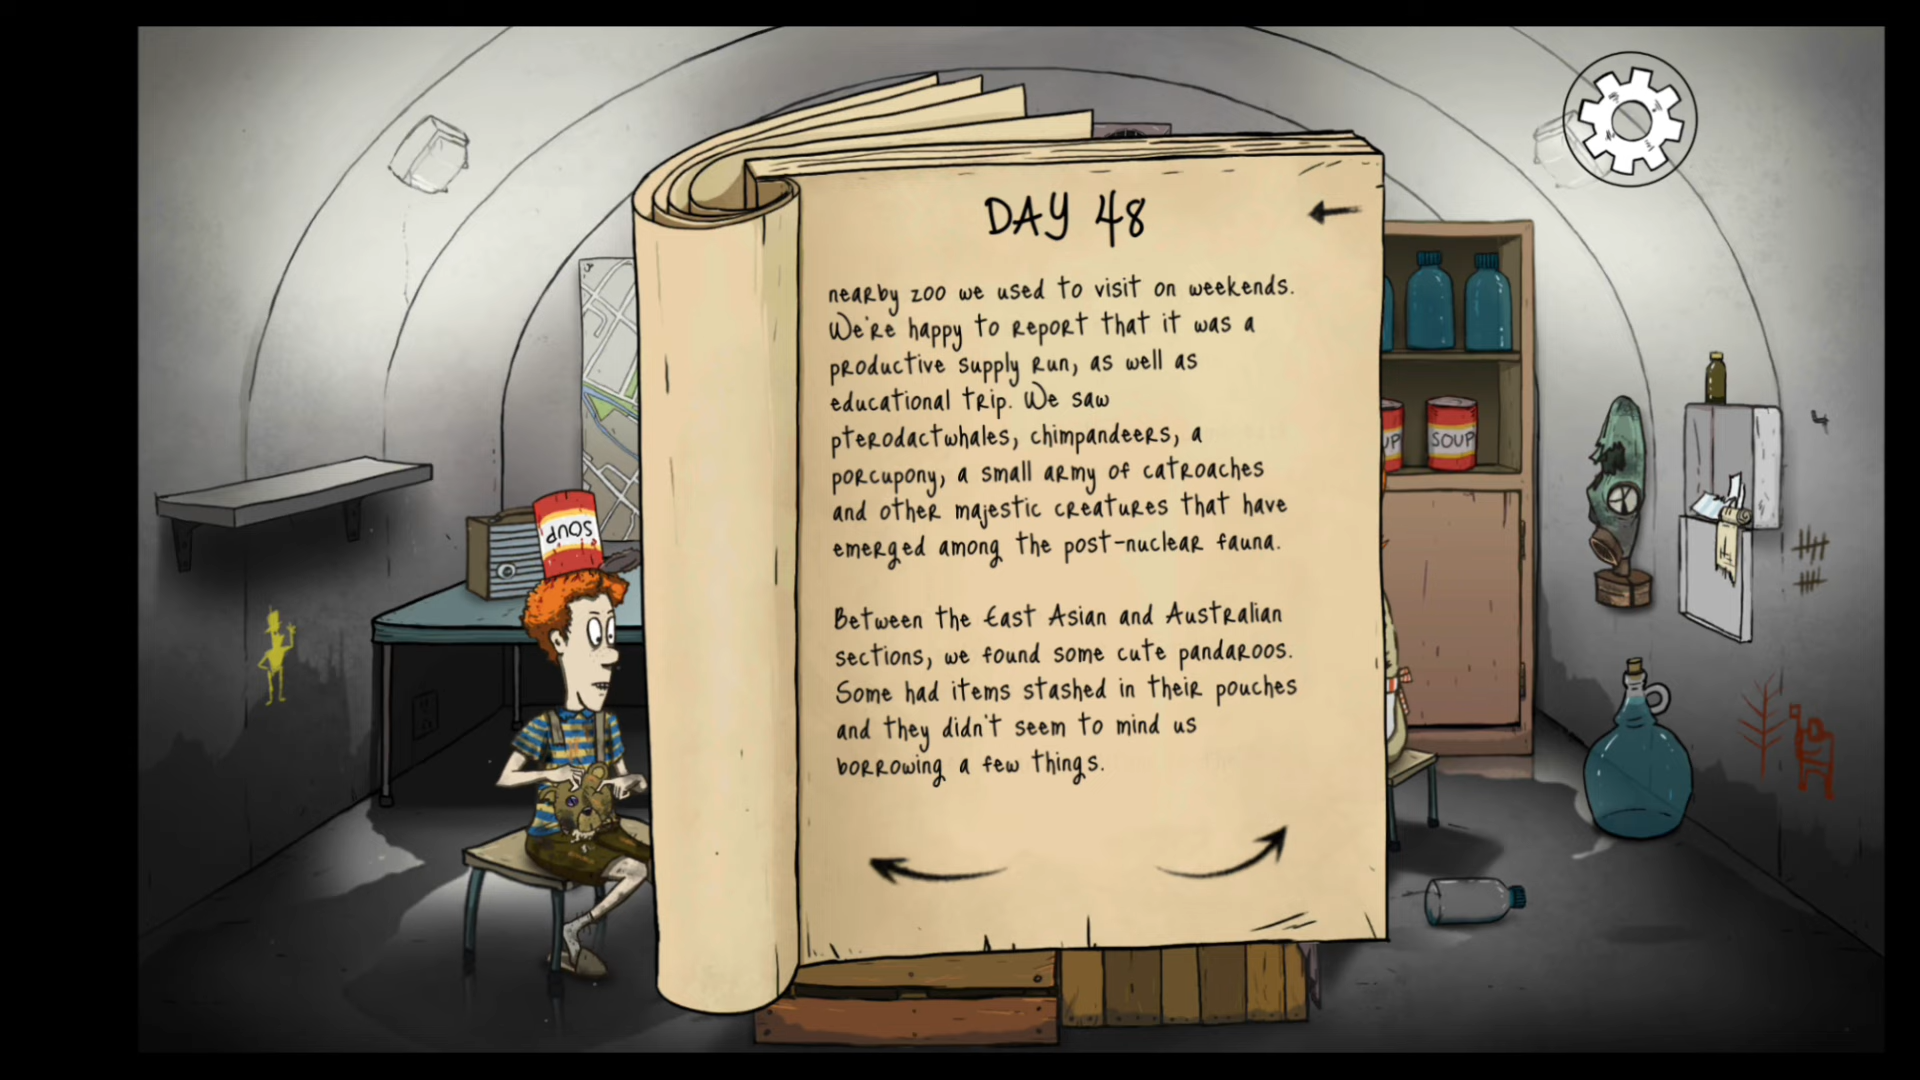 DAY 48
nearby zoo we used to visit on weekends.
We're happy to report that it was a
productive supply run, as well as
educational trip. We saw
pterodactwhales, chimpandeers, a
porcupony, a small army of catroaches
and other majestic creatures that have
emerged among the post-nuclear fauna.
Between the East Asian and Australian
sections, we found some cute pandaroos.
Some had items stashed in their pouches
and they didn't seem to mind us
borrowing a few things.
UP
SOUP
SOUP
4